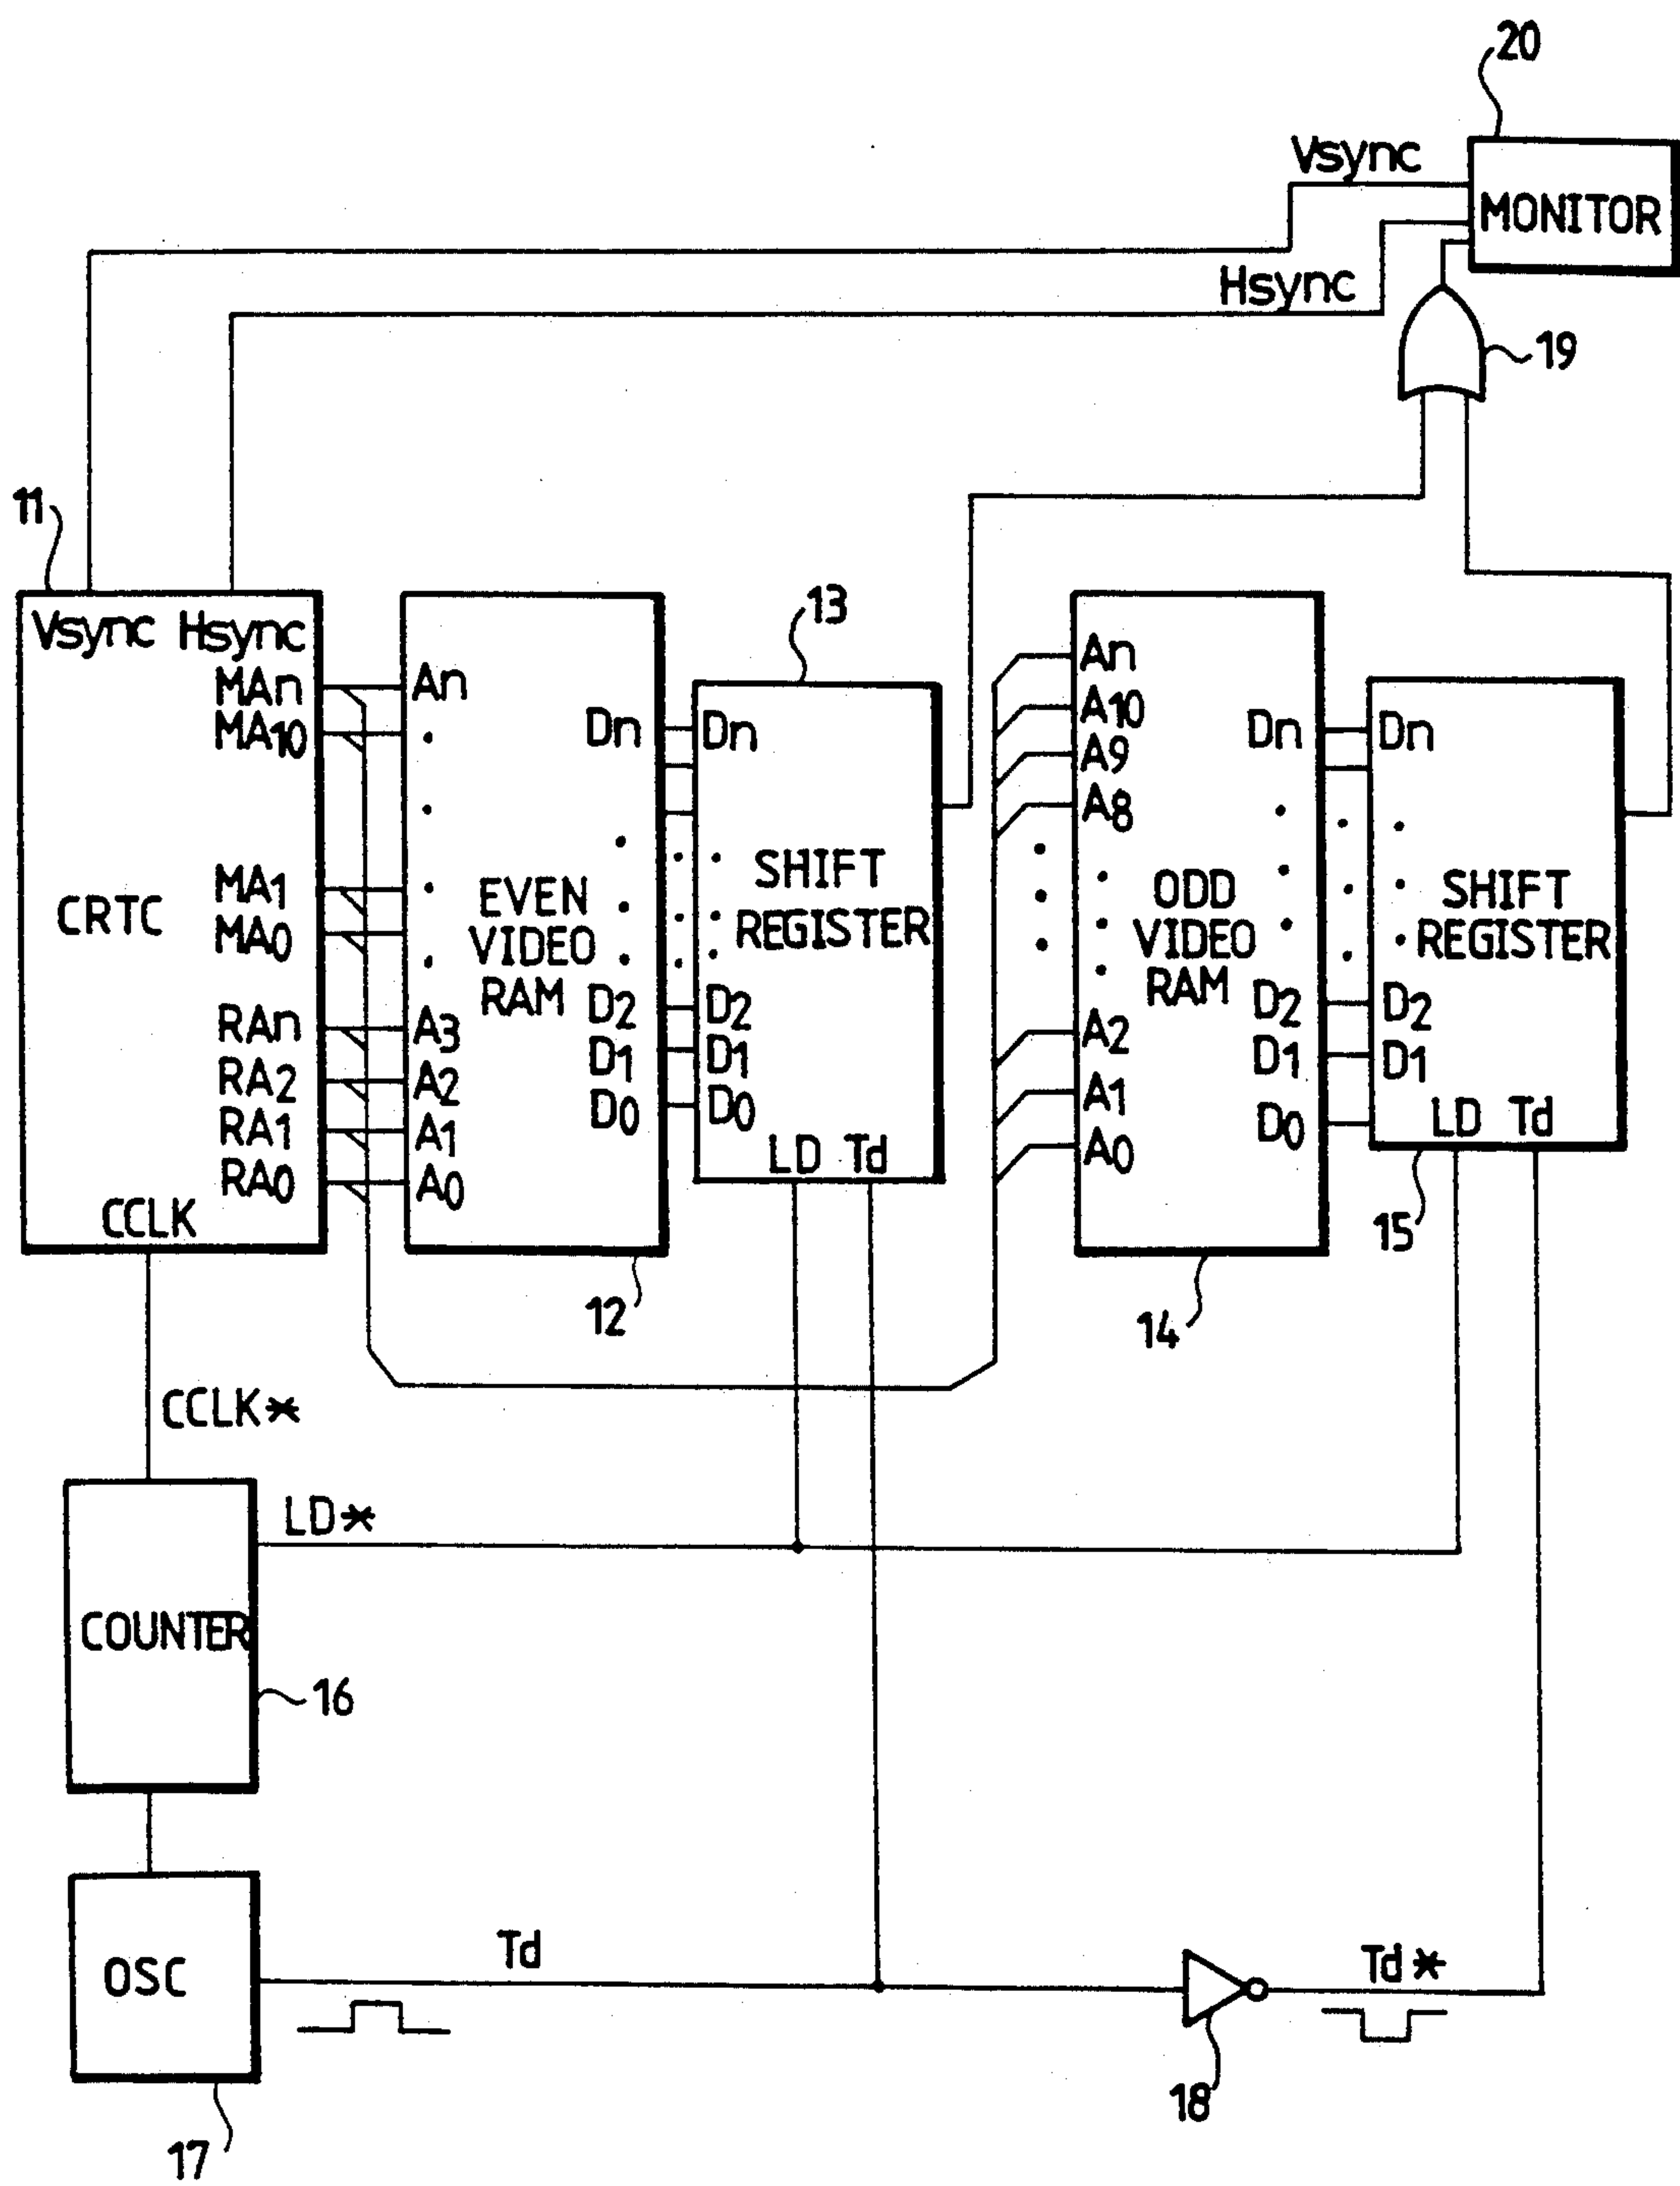 20
Vsync
MONITOR
Hsync
19
11
13
Vsync Hsync
MAn
MA10
MA1
MA0
CRTC
RAn
RA2
RA1
RA0
CCLK
An
A3
A2
A1
A0
EVEN
VIDEO
RAM
Dn
D2
D1
D0
12
Dn
SHIFT
REGISTER
D2
D1
D0
LD Td
An
A10
A9
A8
A2
A1
A0
ODD
VIDEO
RAM
Dn
D2
D1
D0
14
Dn
SHIFT
REGISTER
D2
D1
LD Td
15
CCLK*
LD*
COUNTER
16
OSC
Td
17
18
Td*